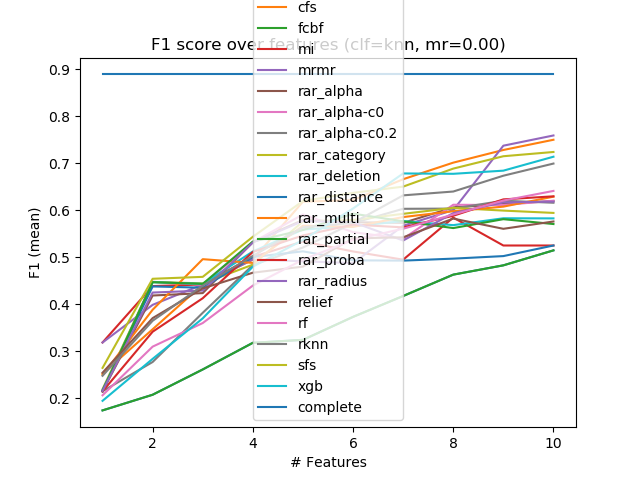 F1 score over features (clf=knn, mr=0.00)
cfs
fcbf
mi
mrmr
rar_alpha
rar_alpha-c0
rar_alpha-c0.2
rar_category
rar_deletion
rar_distance
rar_multi
rar_partial
rar_proba
rar_radius
relief
rf
rknn
sfs
xgb
complete
F1 (mean)
0.9
0.8
0.7
0.6
0.5
0.4
0.3
0.2
2 4 6 8 10
# Features